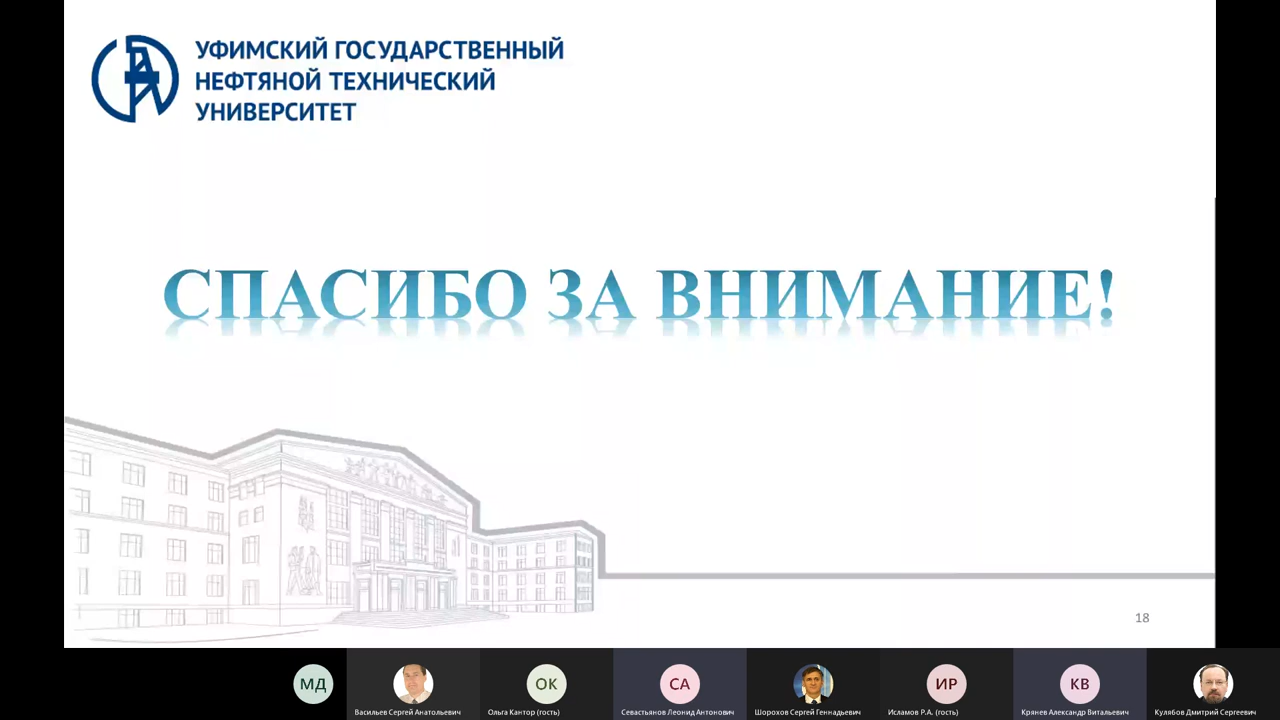 УФИМСКИЙ ГОСУДАРСТВЕННЫЙ
НЕФТЯНОЙ ТЕХНИЧЕСКИЙ
УНИВЕРСИТЕТ
СПАСИБО ЗА ВНИМАНИЕ!
18
МД
ОК
СА
ИР
КВ
Васильев Сергей Анатольевич
Ольга Кантор (гость)
Севастьянов Леонид Антонович
Шорохов Сергей Геннадьевич
Исламов Р.А. (гость)
Крянев Александр Витальевич
Кулябов Дмитрий Сергеевич